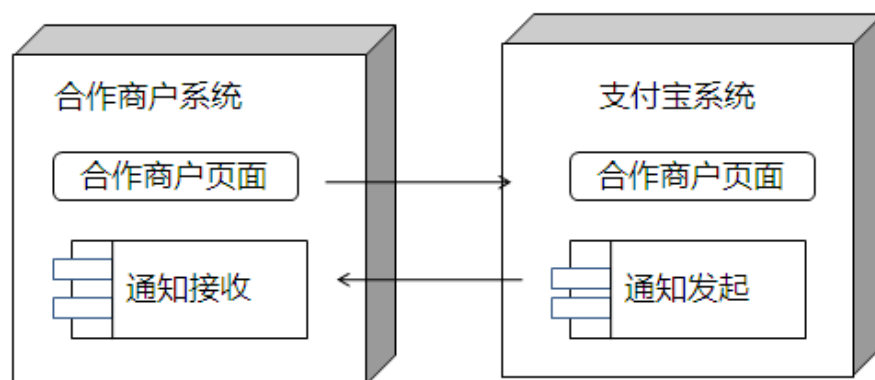 合作商户系统
合作商户页面
通知接收
支付宝系统
合作商户页面
通知发起